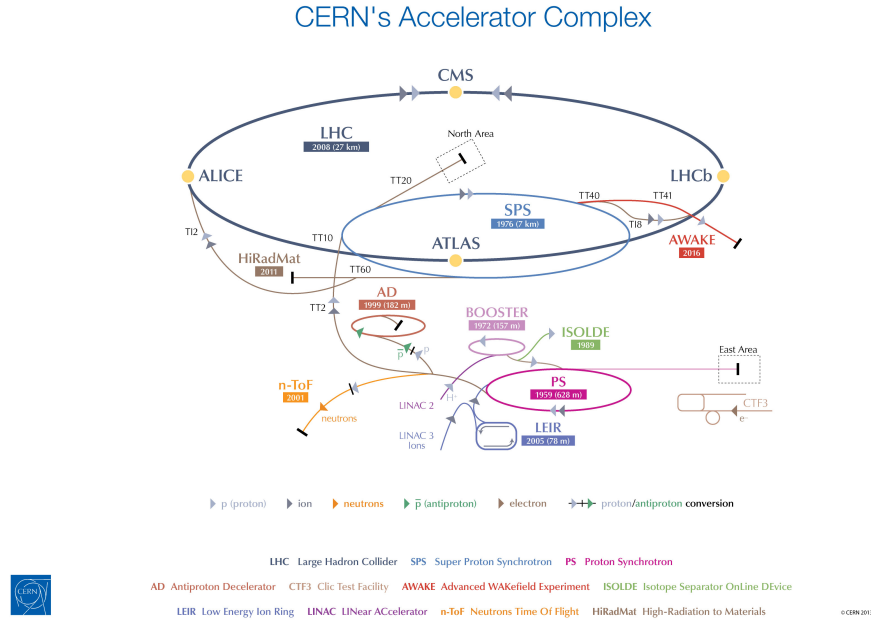 CERN's Accelerator Complex
CMS
LHC
2008 (27 km)
North Area
ALICE
LHCb
TT20
TT40
TT41
SPS
1976 (7 km)
TI2
TT10
TI8
ATLAS
AWAKE
2016
HiRadMat
2011
TT60
AD
1999 (182 m)
TT2
BOOSTER
1972 (157 m)
ISOLDE
1989
p̅
p
East Area
n-ToF
2001
PS
1959 (628 m)
H⁺
LINAC 2
neutrons
CTF3
e⁻
LEIR
2005 (78 m)
LINAC 3
Ions
p (proton) ion neutrons p̅ (antiproton) electron proton/antiproton conversion
LHC Large Hadron Collider SPS Super Proton Synchrotron PS Proton Synchrotron
AD Antiproton Decelerator CTF3 Clic Test Facility AWAKE Advanced WAKefield Experiment ISOLDE Isotope Separator OnLine DEvice
LEIR Low Energy Ion Ring LINAC LINear ACcelerator n-ToF Neutrons Time Of Flight HiRadMat High-Radiation to Materials
CERN
© CERN 201